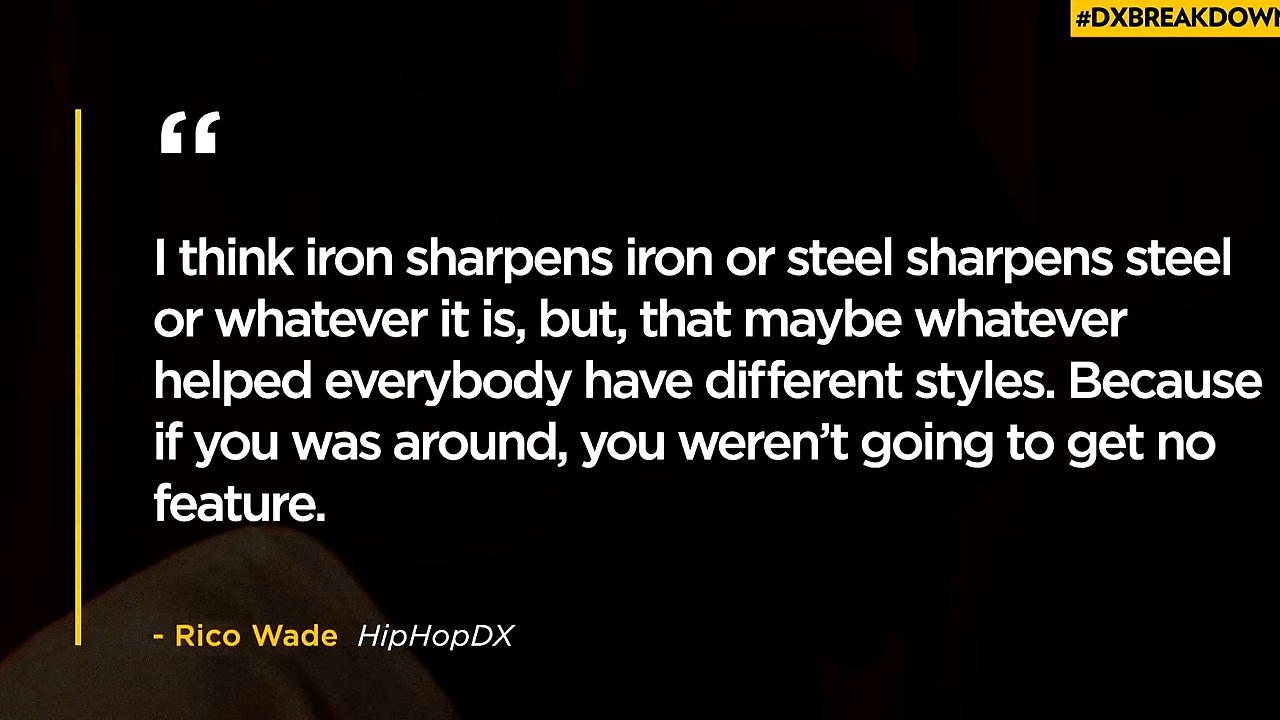 #DXBREAKDOWN
“
I think iron sharpens iron or steel sharpens steel
or whatever it is, but, that maybe whatever
helped everybody have different styles. Because
if you was around, you weren’t going to get no
feature.
- Rico Wade HipHopDX